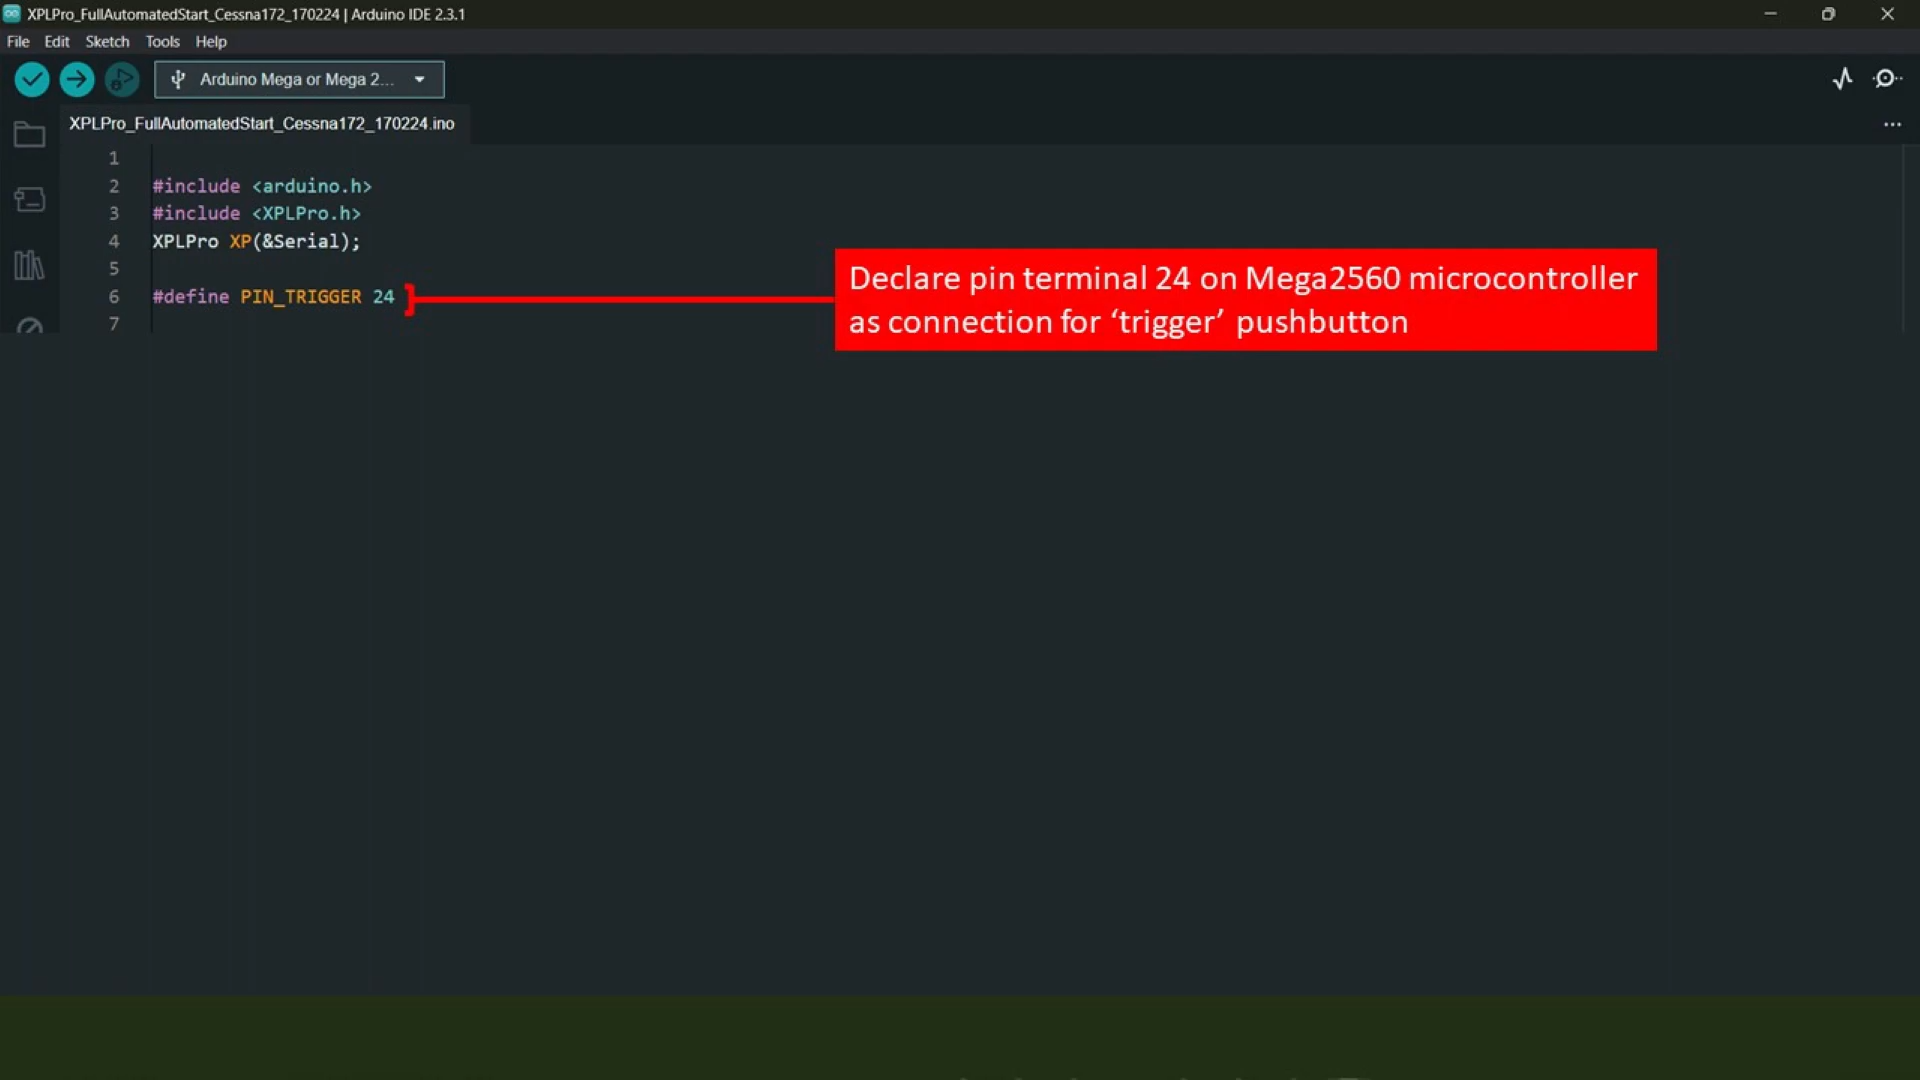 XPLPro_FullAutomatedStart_Cessna172_170224 | Arduino IDE 2.3.1
File Edit Sketch Tools Help
Arduino Mega or Mega 2...
XPLPro_FullAutomatedStart_Cessna172_170224.ino
...
1
2 #include <arduino.h>
3 #include <XPLPro.h>
4 XPLPro XP(&Serial);
5
6 #define PIN_TRIGGER 24
7
Declare pin terminal 24 on Mega2560 microcontroller
as connection for ‘trigger’ pushbutton